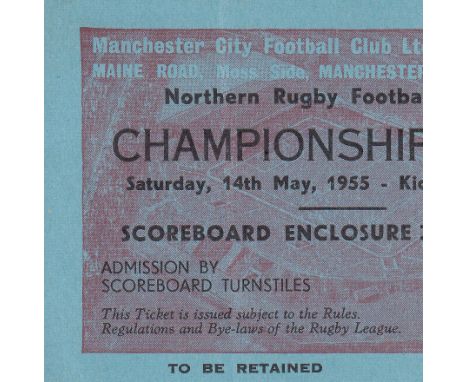 Manchester City Football Club Ltd
MAINE ROAD, Moss Side, MANCHESTER
Northern Rugby Footba
CHAMPIONSHIP
Saturday, 14th May, 1955 - Kic
SCOREBOARD ENCLOSURE
ADMISSION BY
SCOREBOARD TURNSTILES
This Ticket is issued subject to the Rules.
Regulations and Bye-laws of the Rugby League.
TO BE RETAINED